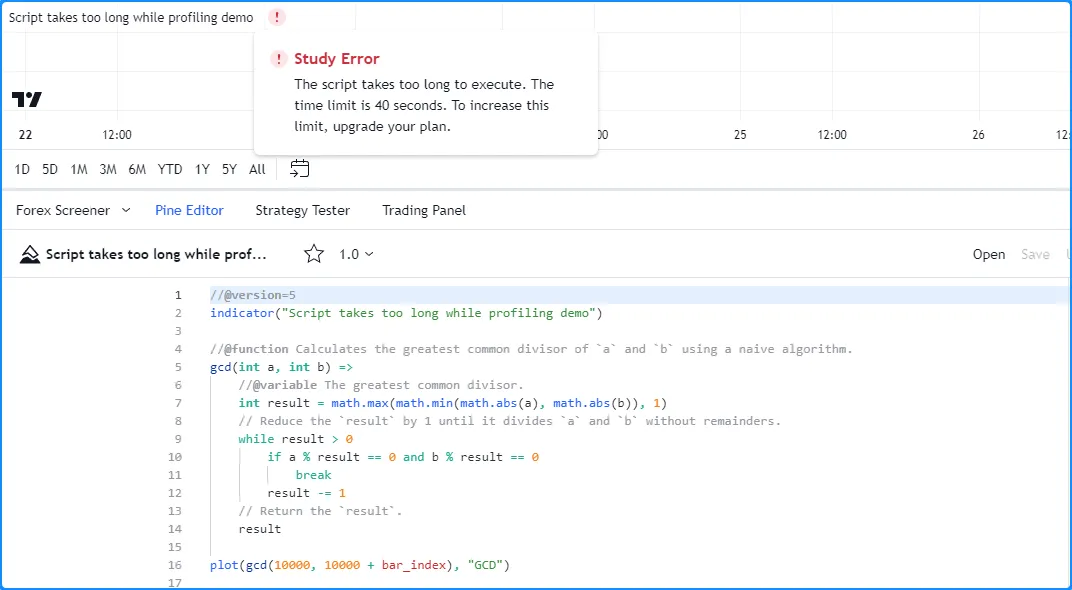 Script takes too long while profiling demo !
! Study Error
The script takes too long to execute. The
time limit is 40 seconds. To increase this
limit, upgrade your plan.
22 12:00 00 25 12:00 26 12:
1D 5D 1M 3M 6M YTD 1Y 5Y All
Forex Screener Pine Editor Strategy Tester Trading Panel
Script takes too long while prof... 1.0 Open Save
1 //@version=5
2 indicator("Script takes too long while profiling demo")
3
4 //@function Calculates the greatest common divisor of `a` and `b` using a naive algorithm.
5 gcd(int a, int b) =>
6     //@variable The greatest common divisor.
7     int result = math.max(math.min(math.abs(a), math.abs(b)), 1)
8     // Reduce the `result` by 1 until it divides `a` and `b` without remainders.
9     while result > 0
10         if a % result == 0 and b % result == 0
11             break
12         result -= 1
13     // Return the `result`.
14     result
15
16 plot(gcd(10000, 10000 + bar_index), "GCD")
17